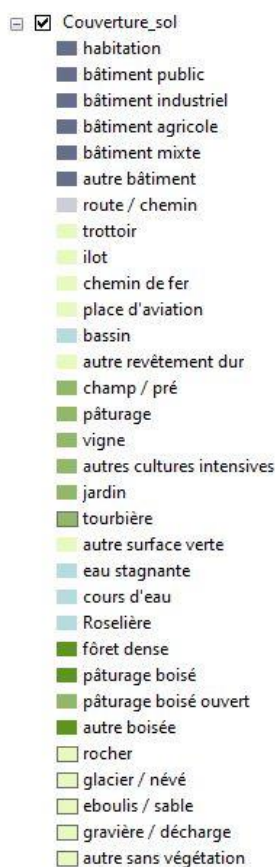 Couverture_sol
habitation
bâtiment public
bâtiment industriel
bâtiment agricole
bâtiment mixte
autre bâtiment
route / chemin
trottoir
ilot
chemin de fer
place d'aviation
bassin
autre revêtement dur
champ / pré
pâturage
vigne
autres cultures intensives
jardin
tourbière
autre surface verte
eau stagnante
cours d'eau
Roselière
fôret dense
pâturage boisé
pâturage boisé ouvert
autre boisée
rocher
glacier / névé
eboulis / sable
gravière / décharge
autre sans végétation